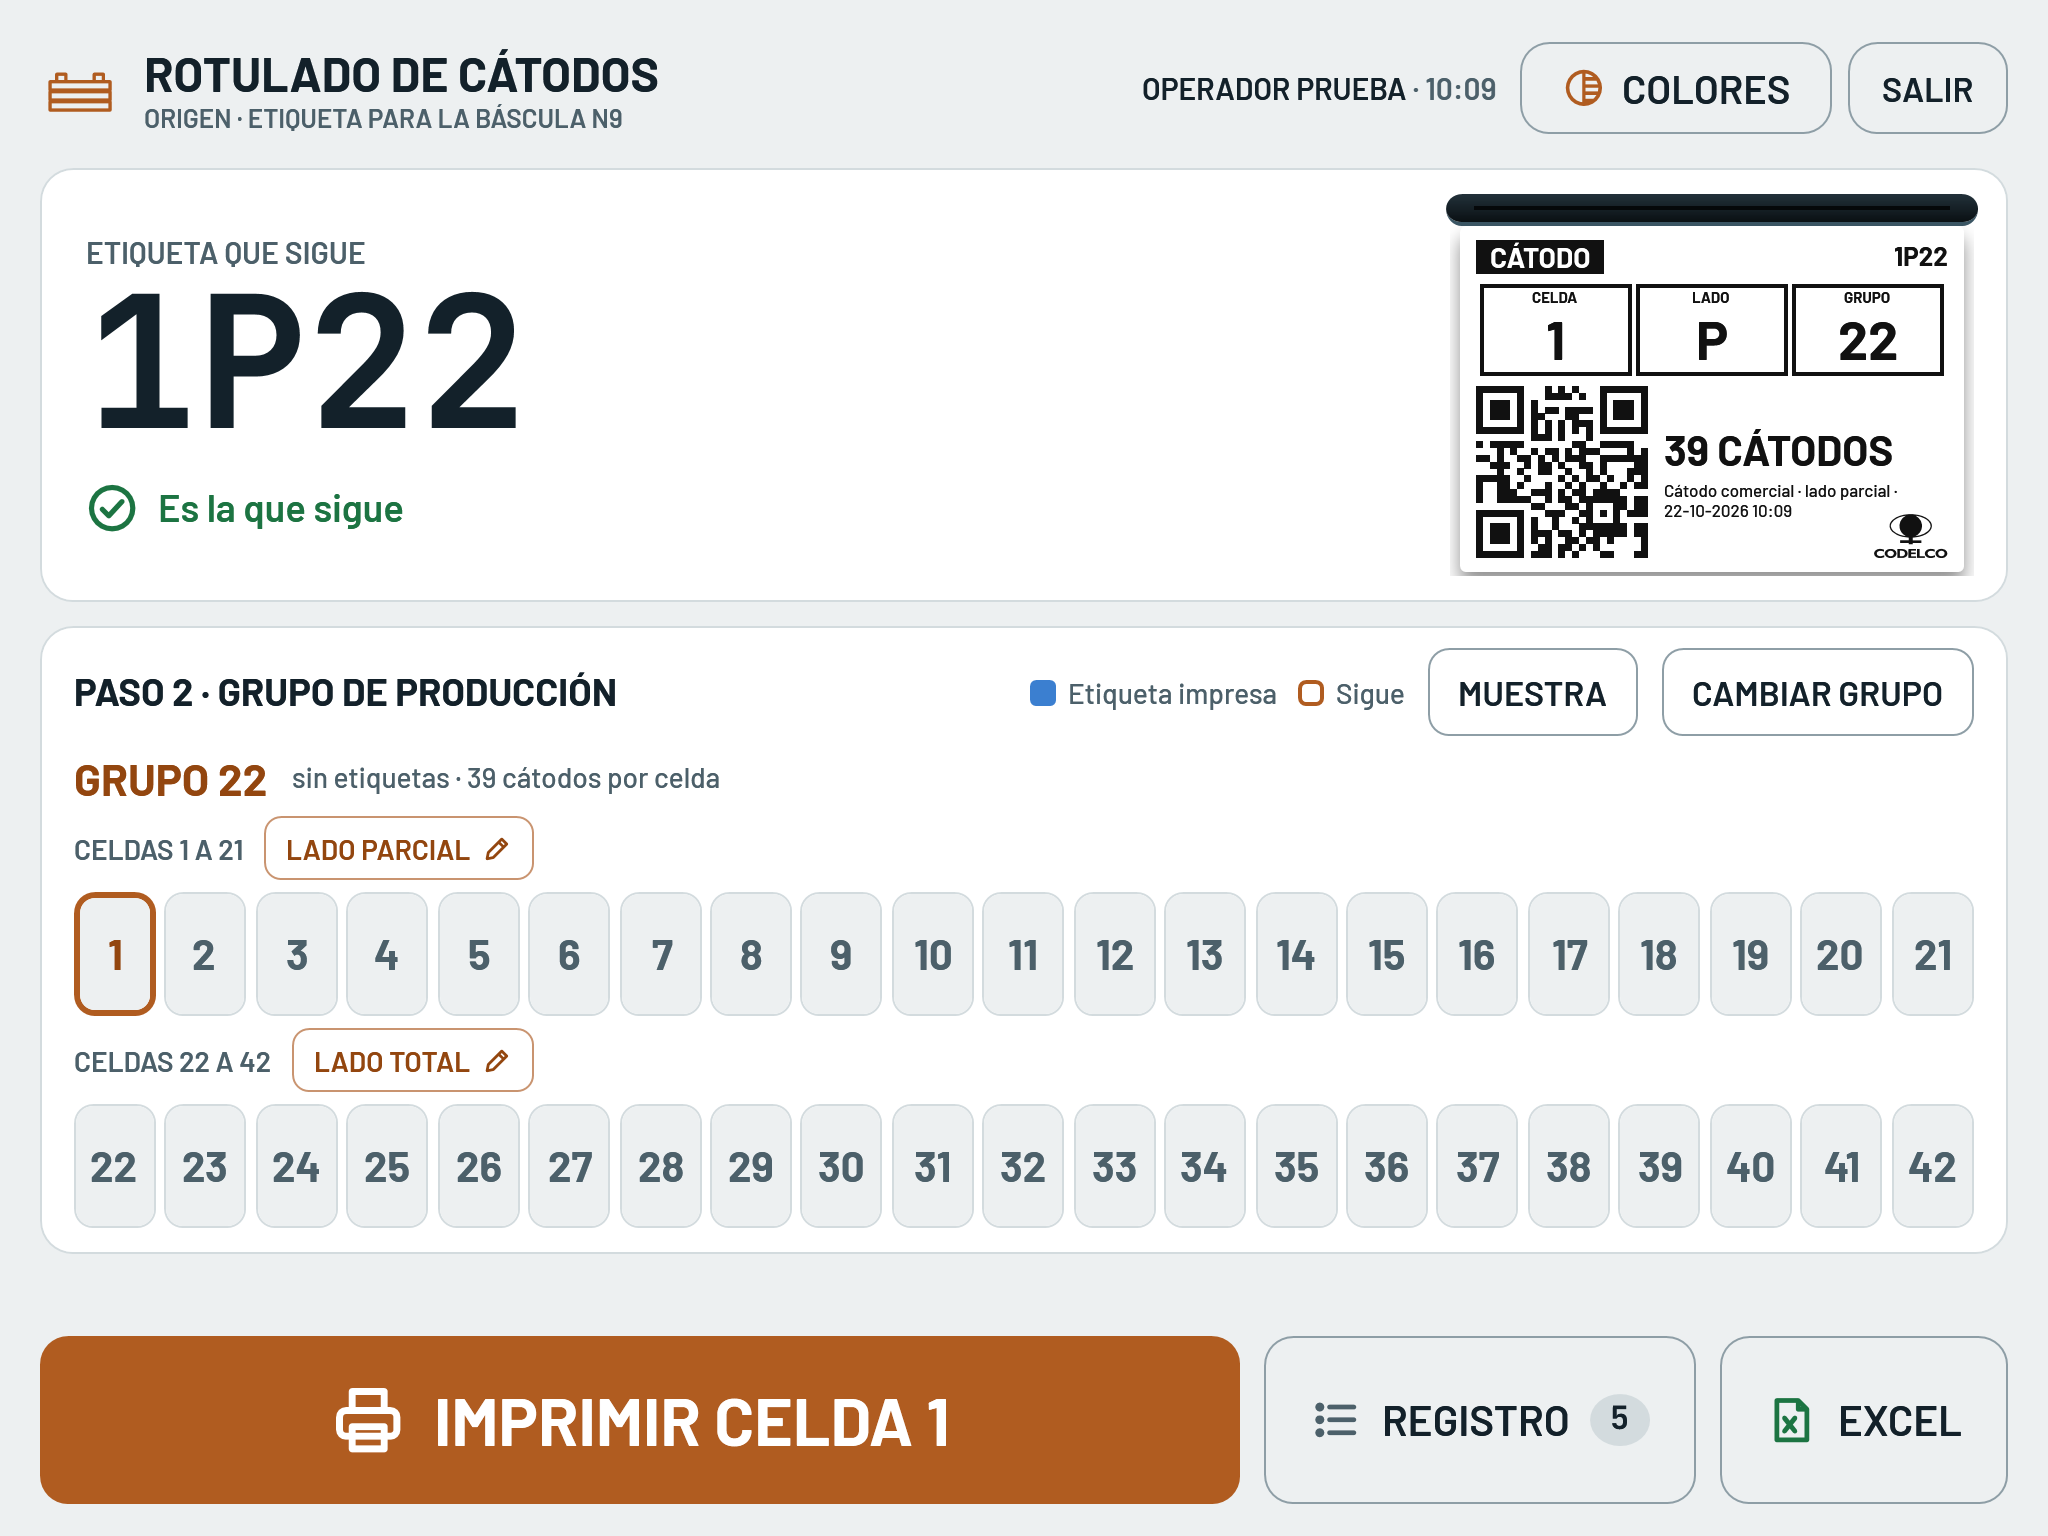 ROTULADO DE CÁTODOS
ORIGEN · ETIQUETA PARA LA BÁSCULA N9
OPERADOR PRUEBA · 10:09
COLORES
SALIR
ETIQUETA QUE SIGUE
1P22
Es la que sigue
CÁTODO
1P22
CELDA
1
LADO
P
GRUPO
22
39 CÁTODOS
Cátodo comercial · lado parcial ·
22-10-2026 10:09
CODELCO
PASO 2 · GRUPO DE PRODUCCIÓN
Etiqueta impresa
Sigue
MUESTRA
CAMBIAR GRUPO
GRUPO 22 sin etiquetas · 39 cátodos por celda
CELDAS 1 A 21 LADO PARCIAL
1 2 3 4 5 6 7 8 9 10 11 12 13 14 15 16 17 18 19 20 21
CELDAS 22 A 42 LADO TOTAL
22 23 24 25 26 27 28 29 30 31 32 33 34 35 36 37 38 39 40 41 42
IMPRIMIR CELDA 1
REGISTRO 5
EXCEL